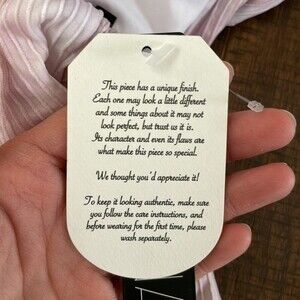 This piece has a unique finish.
Each one may look a little different
and some things about it may not
look perfect, but trust us it is.
Its character and even its flaws are
what make this piece so special.
We thought you'd appreciate it!
To keep it looking authentic, make sure
you follow the care instructions, and
before wearing for the first time, please
wash separately.